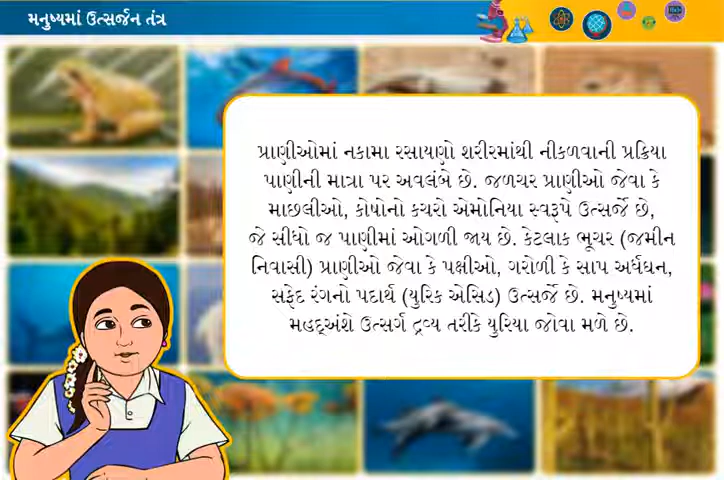 મનુષ્યમાં ઉત્સર્જન તંત્ર
પ્રાણીઓમાં નકામા રસાયણો શરીરમાંથી નીકળવાની પ્રક્રિયા
પાણીની માત્રા પર અવલંબે છે. જળચર પ્રાણીઓ જેવા કે
માછલીઓ, કોષોનો કચરો એમોનિયા સ્વરૂપે ઉત્સર્જે છે,
જે સીધો જ પાણીમાં ઓગળી જાય છે. કેટલાક ભૂચર (જમીન
નિવાસી) પ્રાણીઓ જેવા કે પક્ષીઓ, ગરોળી કે સાપ અર્ધઘન,
સફેદ રંગનો પદાર્થ (યુરિક એસિડ) ઉત્સર્જે છે. મનુષ્યમાં
મહદ્અંશે ઉત્સર્ગ દ્રવ્ય તરીકે યુરિયા જોવા મળે છે.